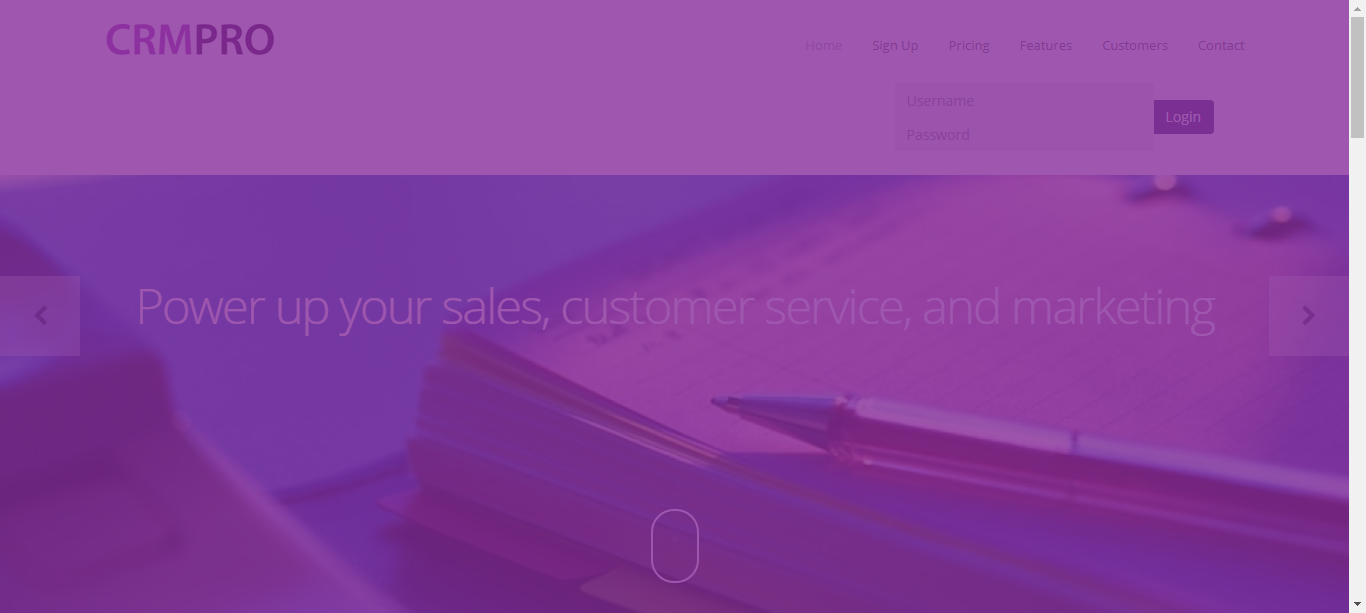 CRMPRO
Home Sign Up Pricing Features Customers Contact
Username
Password
Login
Power up your sales, customer service, and marketing